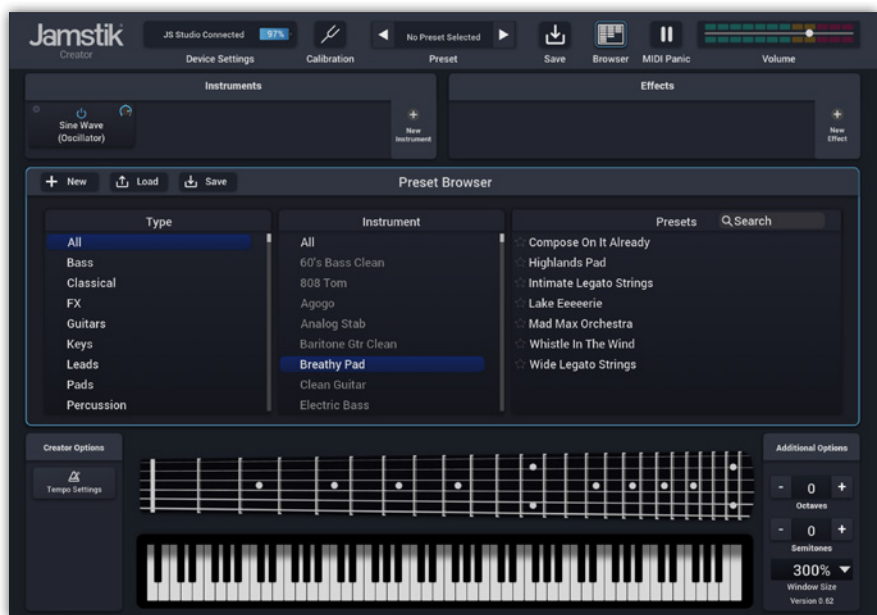 Jamstik
Creator
JS Studio Connected 97%
Device Settings
Calibration
No Preset Selected
Preset
Save
Browser
MIDI Panic
Volume
Instruments
Effects
Sine Wave
(Oscillator)
New
Instrument
New
Effect
New
Load
Save
Preset Browser
Type
All
Bass
Classical
FX
Guitars
Keys
Leads
Pads
Percussion
Instrument
All
60's Bass Clean
808 Tom
Agogo
Analog Stab
Baritone Gtr Clean
Breathy Pad
Clean Guitar
Electric Bass
Presets
Search
Compose On It Already
Highlands Pad
Intimate Legato Strings
Lake Eeeeerie
Mad Max Orchestra
Whistle In The Wind
Wide Legato Strings
Creator Options
Tempo Settings
Additional Options
- 0 +
Octaves
- 0 +
Semitones
300%
Window Size
Version 0.62